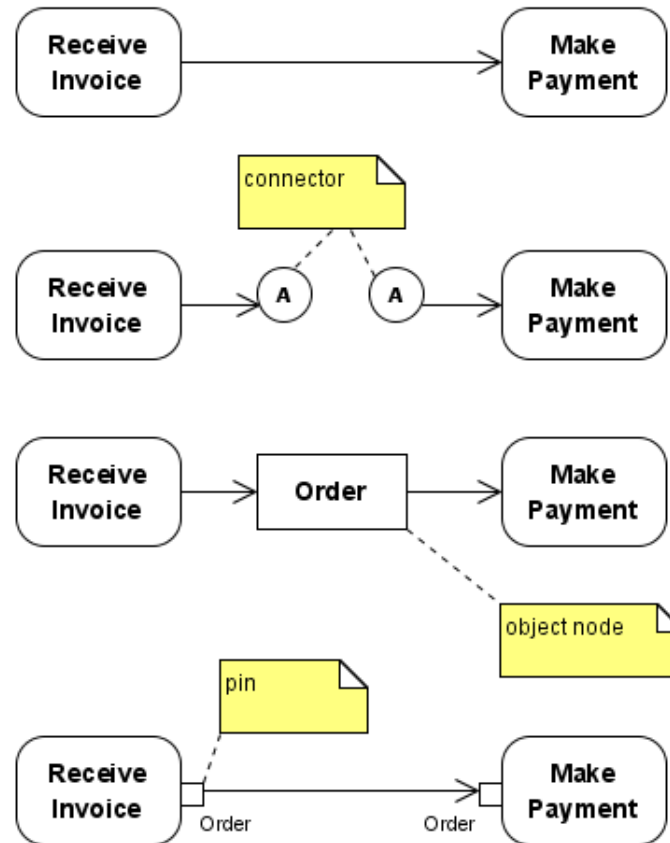 Receive
Invoice
Make
Payment
connector
Receive
Invoice
A
A
Make
Payment
Receive
Invoice
Order
Make
Payment
object node
pin
Receive
Invoice
Order
Order
Make
Payment